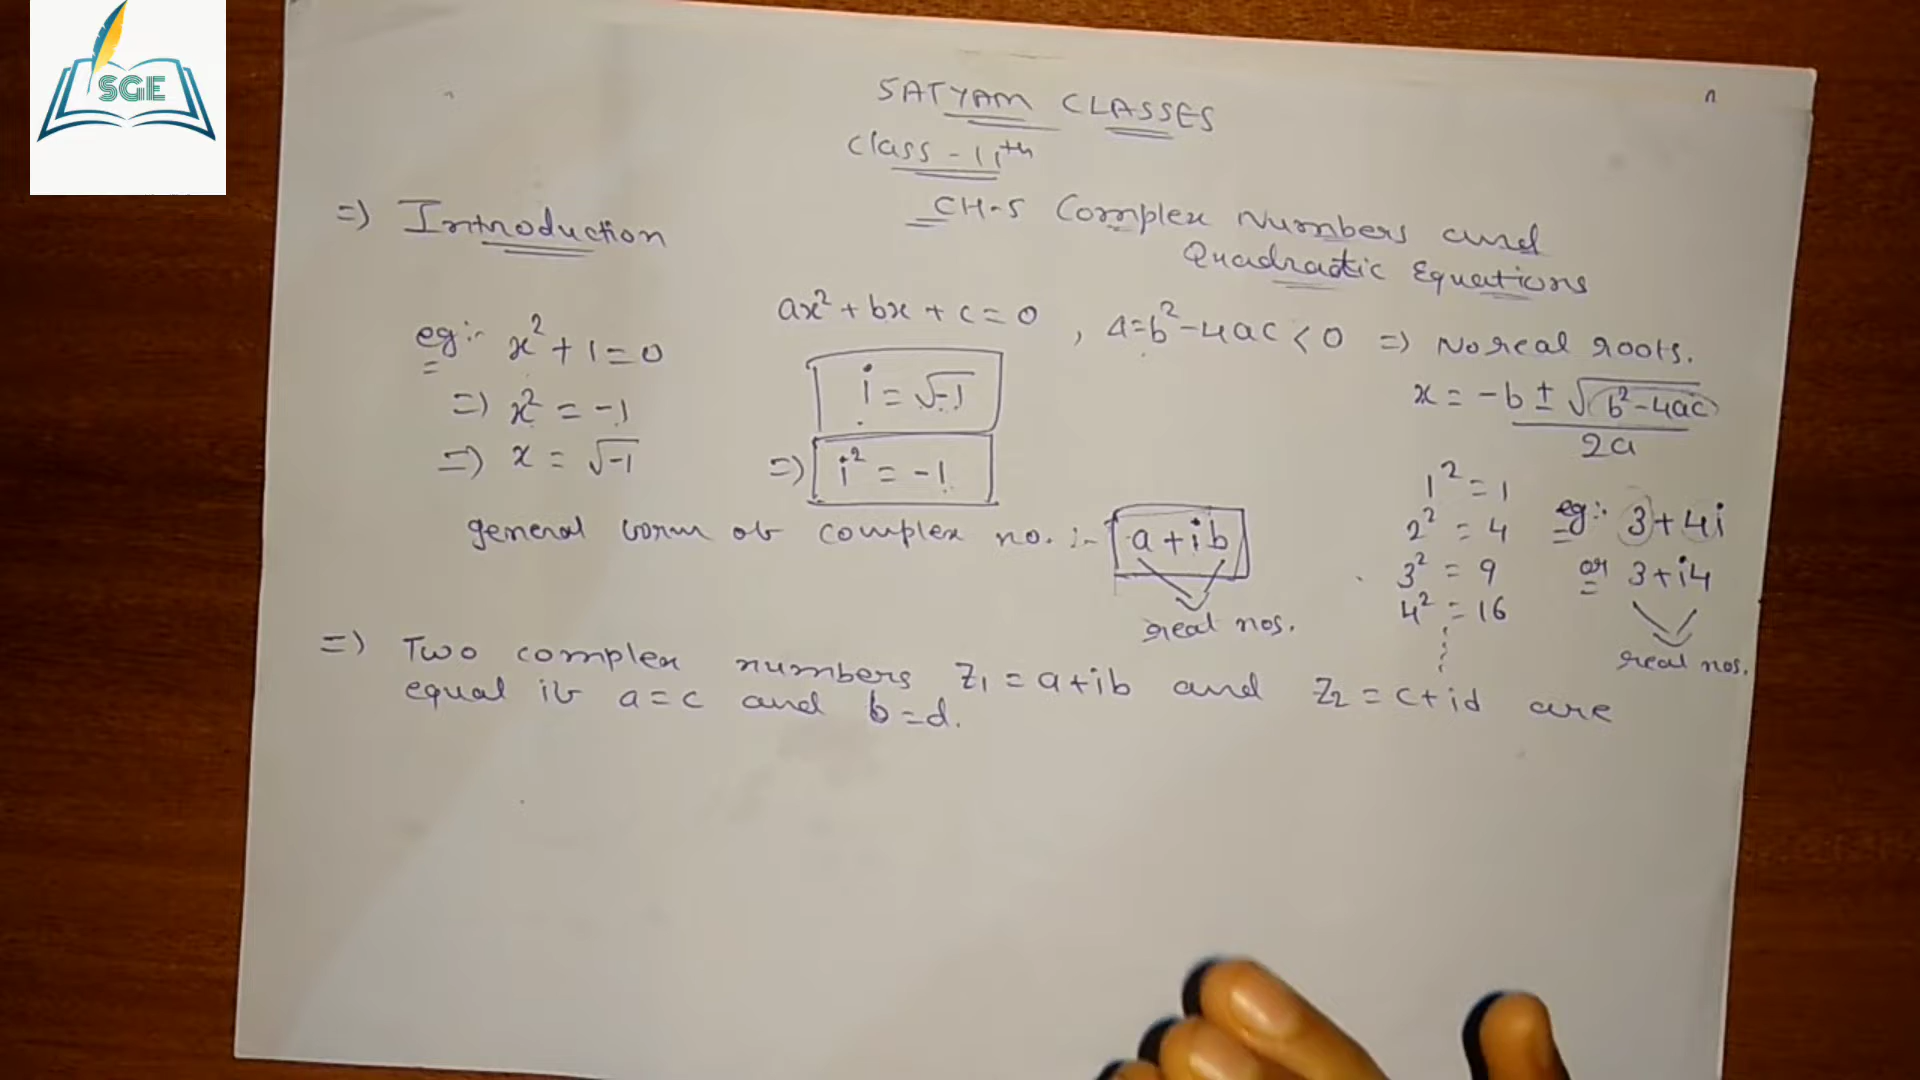 SGE
SATYAM CLASSES
Class - 11th
=) Introduction
CH-5 Complex Numbers and
Quadratic Equations
eg:- x² + 1 = 0
=) x² = -1
=) x = √-1
ax² + bx + c = 0 , Δ=b²-4ac < 0 =) No real roots.
i = √-1
=) i² = -1
x = -b ± √b²-4ac
2a
1² = 1
2² = 4
3² = 9
4² = 16
eg:- 3+4i
or 3+i4
real nos.
general form of complex no. :- a+ib
real nos.
=) Two complex numbers Z₁ = a+ib and Z₂ = c+id are
equal if a=c and b=d.